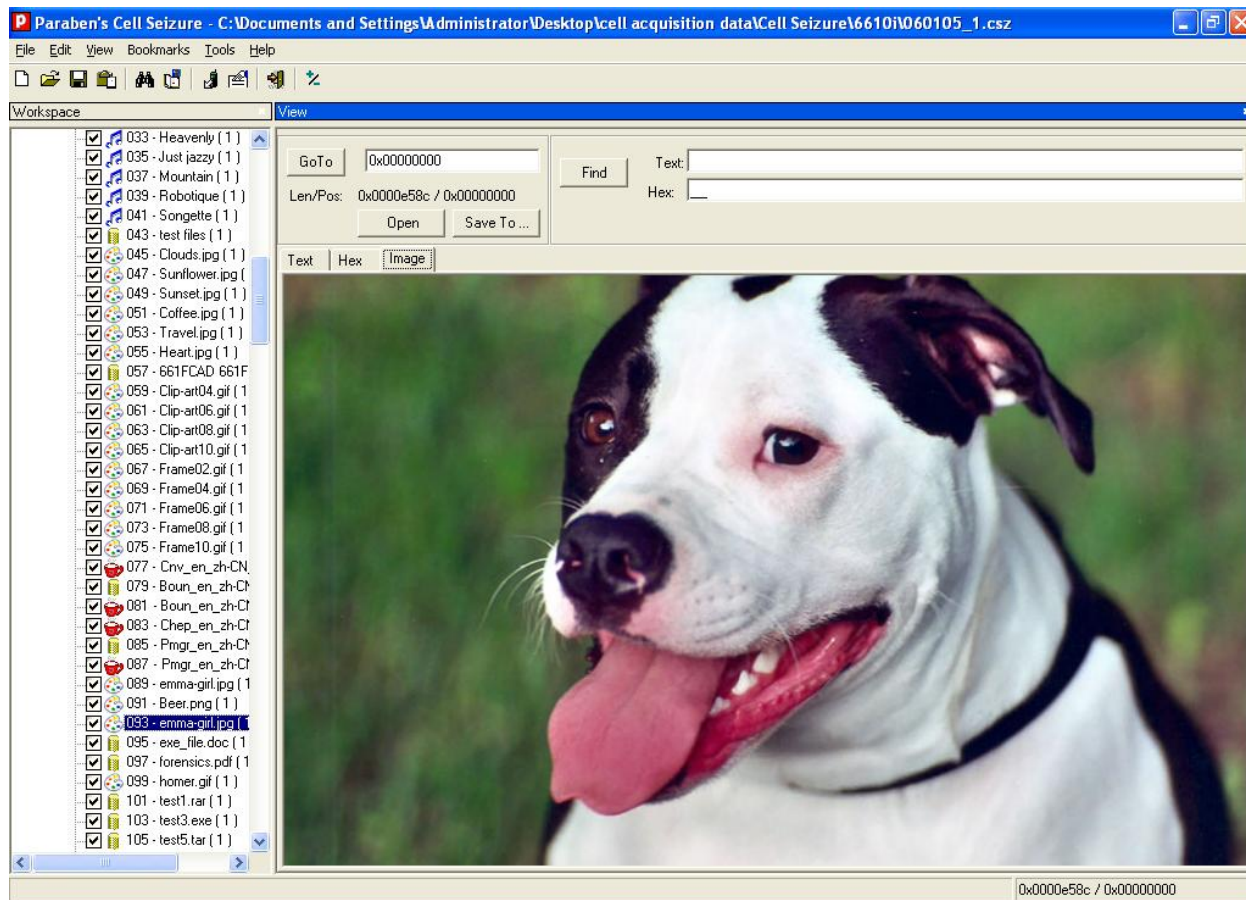 Paraben's Cell Seizure - C:\Documents and Settings\Administrator\Desktop\cell acquisition data\Cell Seizure\6610i\060105_1.csz
File Edit View Bookmarks Tools Help
Workspace
View
033 - Heavenly ( 1 )
035 - Just jazzy ( 1 )
037 - Mountain ( 1 )
039 - Robotique ( 1 )
041 - Songette ( 1 )
043 - test files ( 1 )
045 - Clouds.jpg ( 1 )
047 - Sunflower.jpg (
049 - Sunset.jpg ( 1 )
051 - Coffee.jpg ( 1 )
053 - Travel.jpg ( 1 )
055 - Heart.jpg ( 1 )
057 - 661FCAD 661F
059 - Clip-art04.gif ( 1
061 - Clip-art06.gif ( 1
063 - Clip-art08.gif ( 1
065 - Clip-art10.gif ( 1
067 - Frame02.gif ( 1
069 - Frame04.gif ( 1
071 - Frame06.gif ( 1
073 - Frame08.gif ( 1
075 - Frame10.gif ( 1
077 - Cnv_en_zh-CN_
079 - Boun_en_zh-CN
081 - Boun_en_zh-CN
083 - Chep_en_zh-CN
085 - Pmgr_en_zh-CN
087 - Pmgr_en_zh-CN
089 - emma-girl.jpg ( 1
091 - Beer.png ( 1 )
093 - emma-girl.jpg ( 1
095 - exe_file.doc ( 1
097 - forensics.pdf ( 1
099 - homer.gif ( 1 )
101 - test1.rar ( 1 )
103 - test3.exe ( 1 )
105 - test5.tar ( 1 )
GoTo 0x00000000
Len/Pos: 0x0000e58c / 0x00000000
Open Save To ...
Find Text:
Hex: __
Text Hex Image
0x0000e58c / 0x00000000